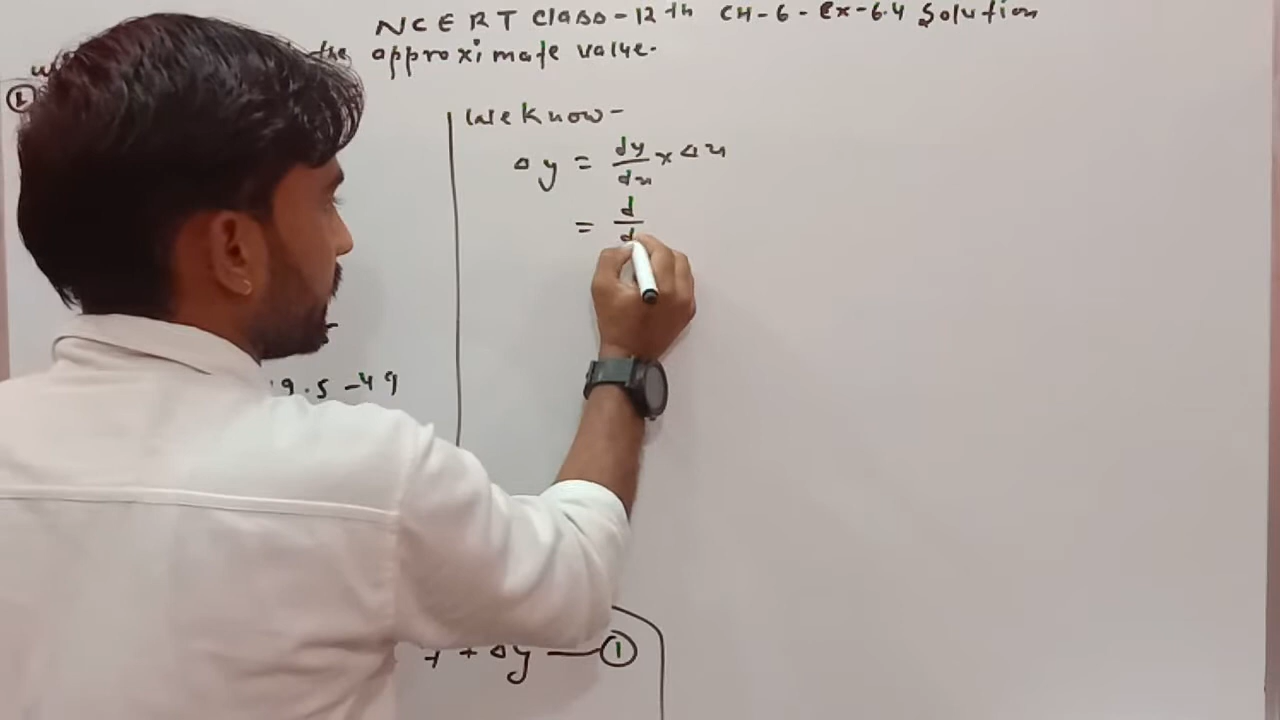 NCERT Class-12th CH-6-Ex-6.4 Solution
the approximate value.
We know-
Δy = dy/dx × Δx
= d/d
9.5-49
+ Δy — ①